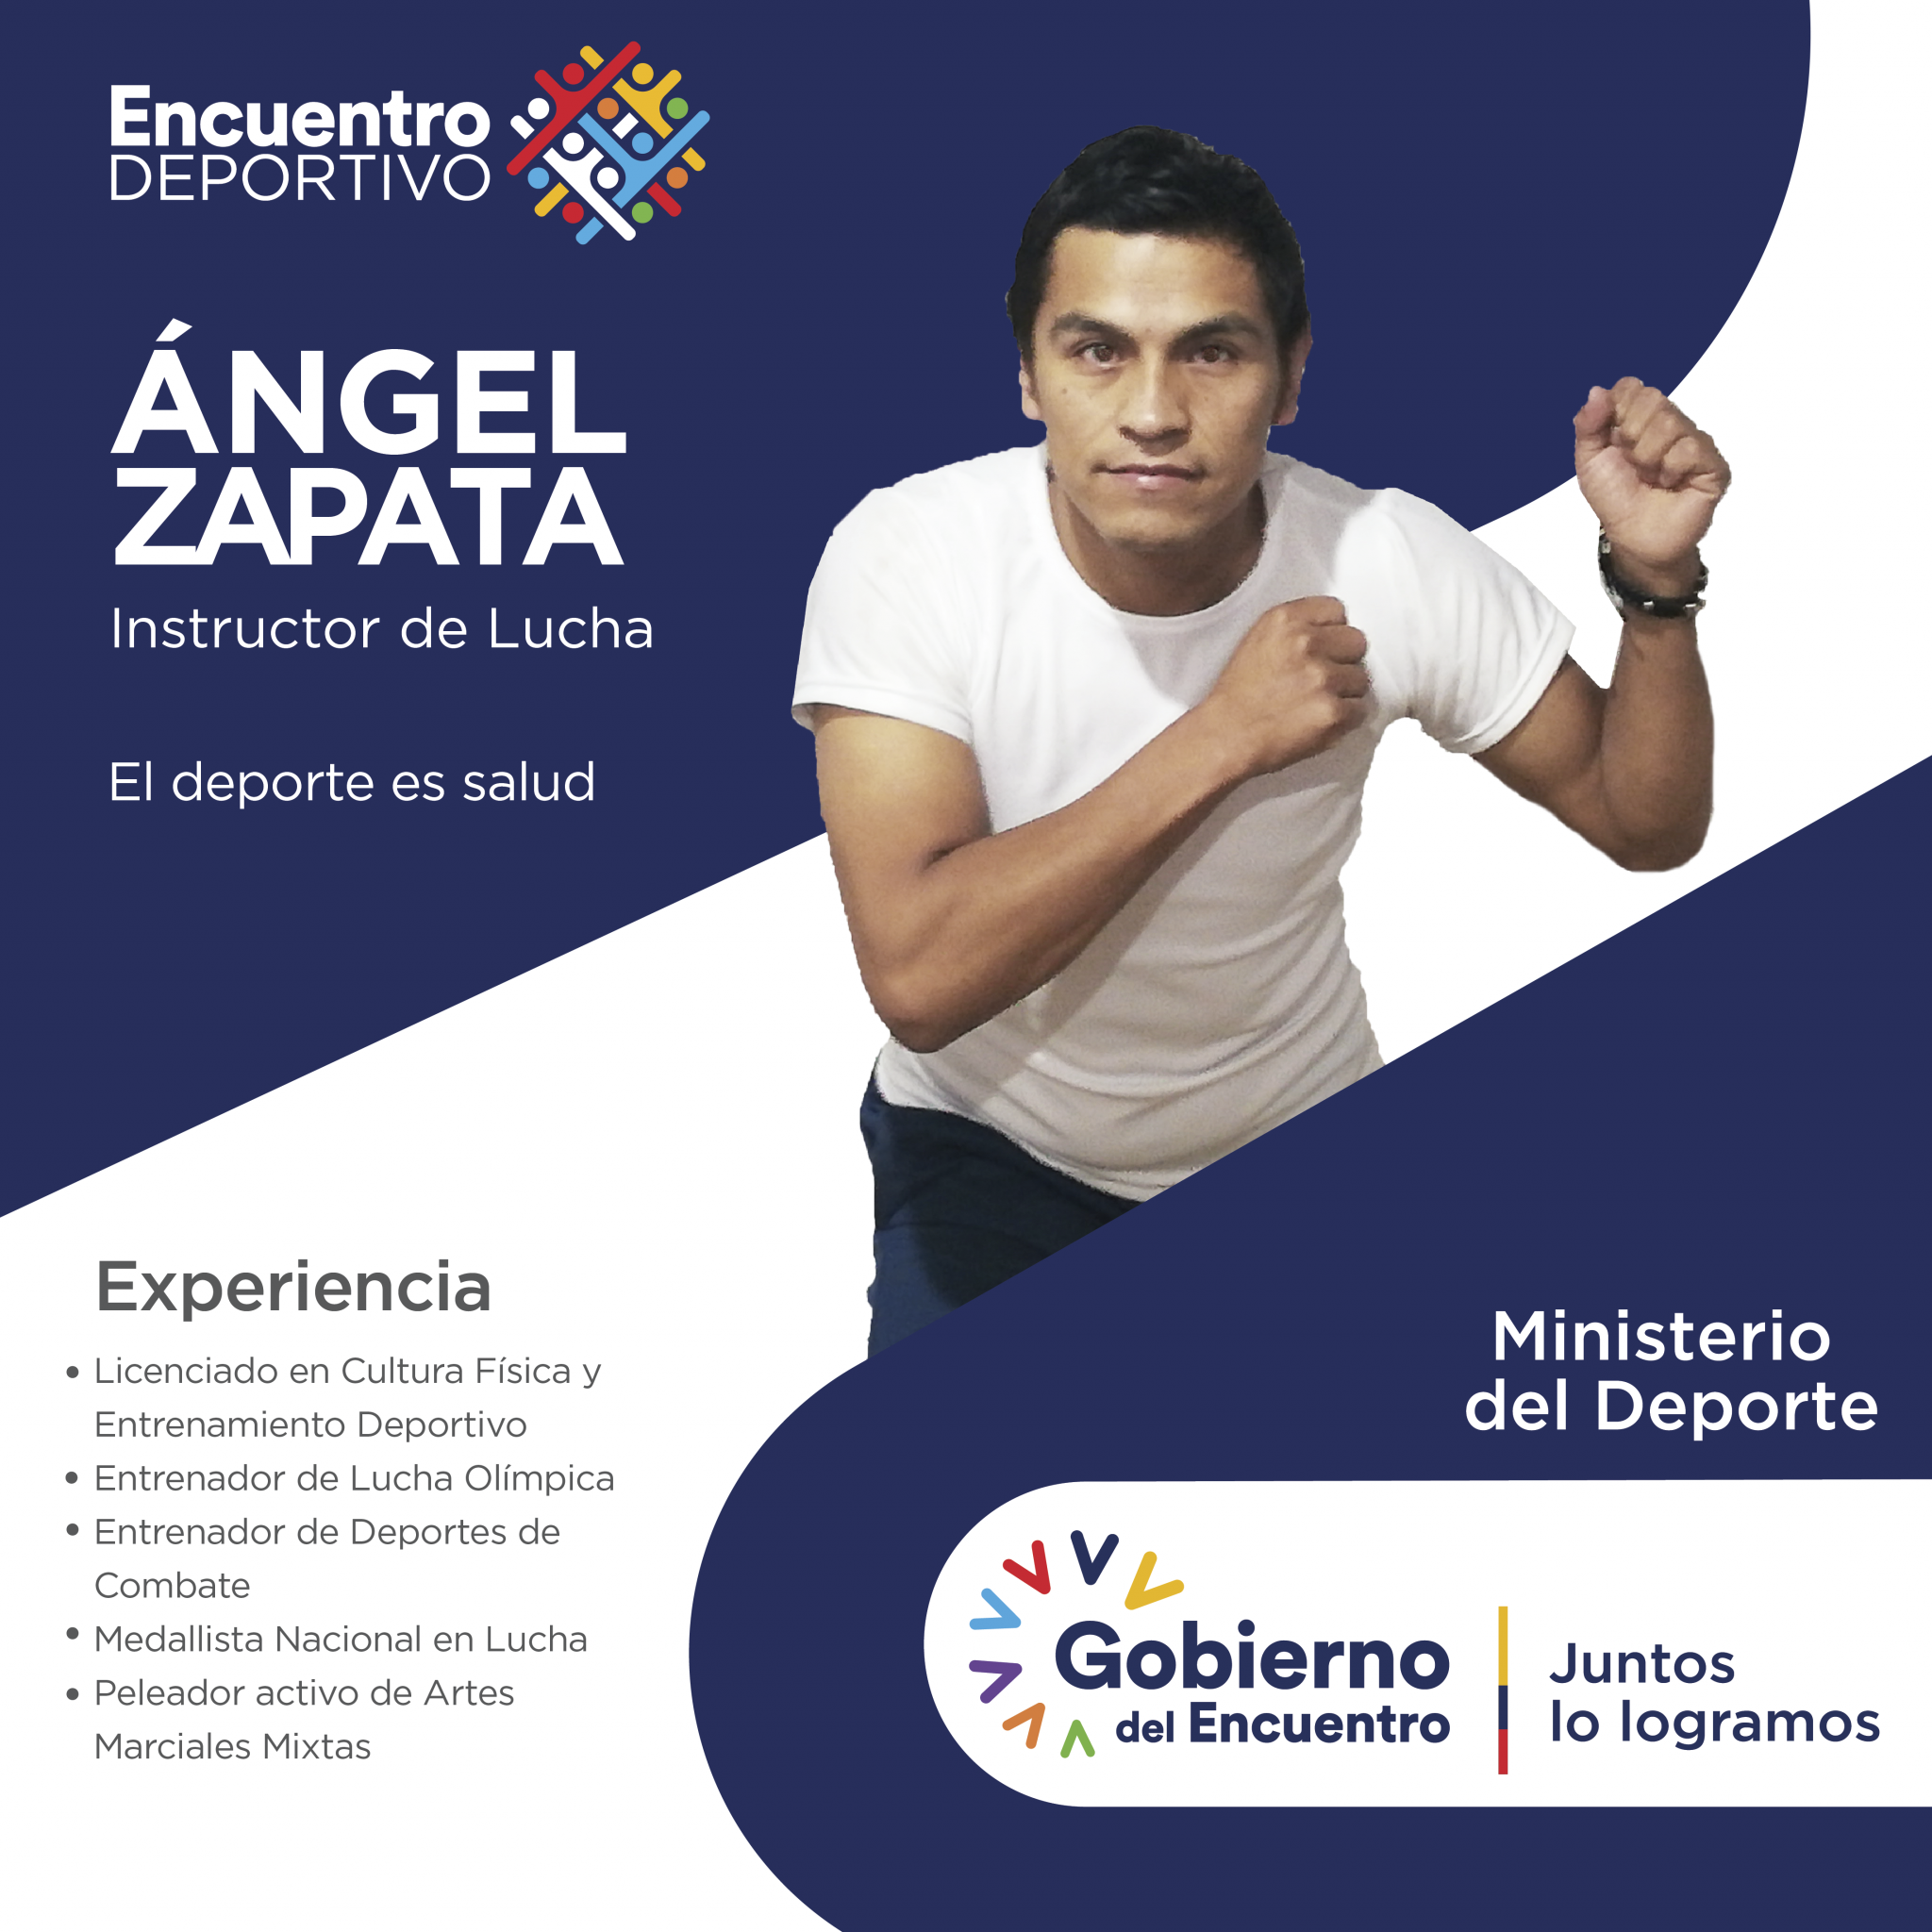 Encuentro
DEPORTIVO
ÁNGEL
ZAPATA
Instructor de Lucha
El deporte es salud
Experiencia
• Licenciado en Cultura Física y
Entrenamiento Deportivo
• Entrenador de Lucha Olímpica
• Entrenador de Deportes de
Combate
• Medallista Nacional en Lucha
• Peleador activo de Artes
Marciales Mixtas
Ministerio
del Deporte
Gobierno
del Encuentro
Juntos
lo logramos